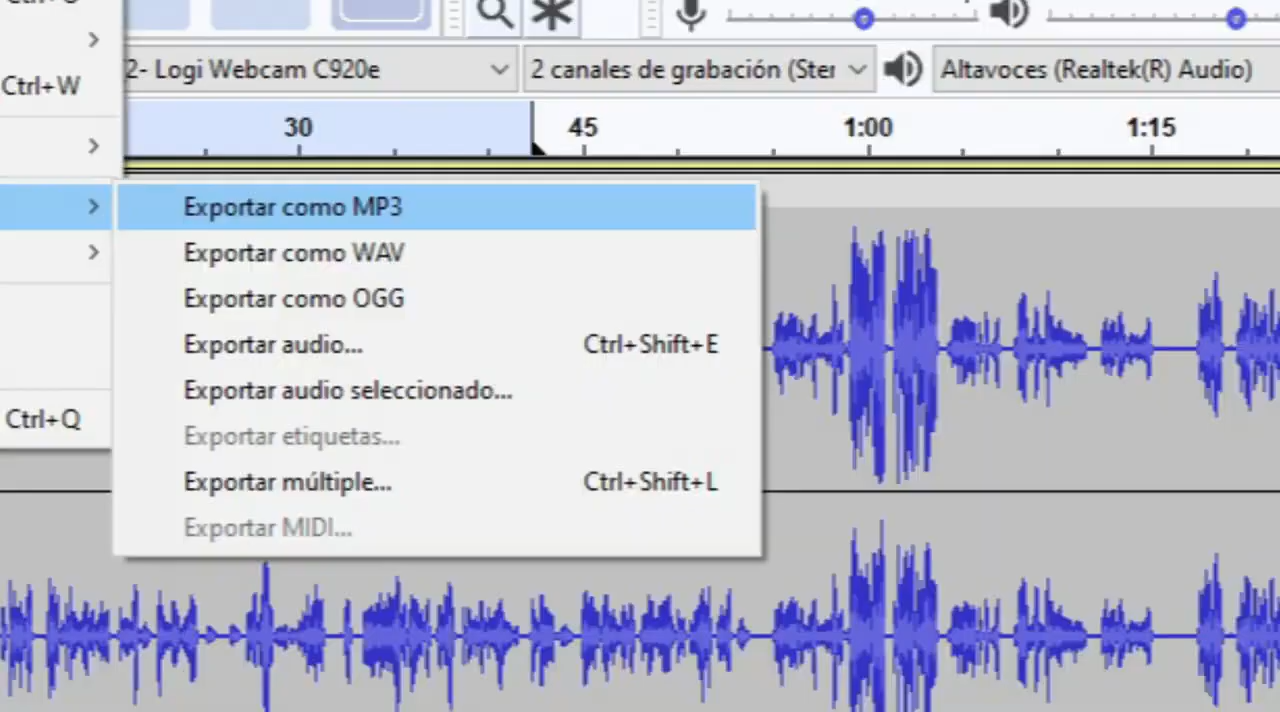 Ctrl+W
2- Logi Webcam C920e
2 canales de grabación (Ster
Altavoces (Realtek(R) Audio)
30
45
1:00
1:15
Exportar como MP3
Exportar como WAV
Exportar como OGG
Exportar audio... Ctrl+Shift+E
Exportar audio seleccionado...
Exportar etiquetas...
Ctrl+Q
Exportar múltiple... Ctrl+Shift+L
Exportar MIDI...